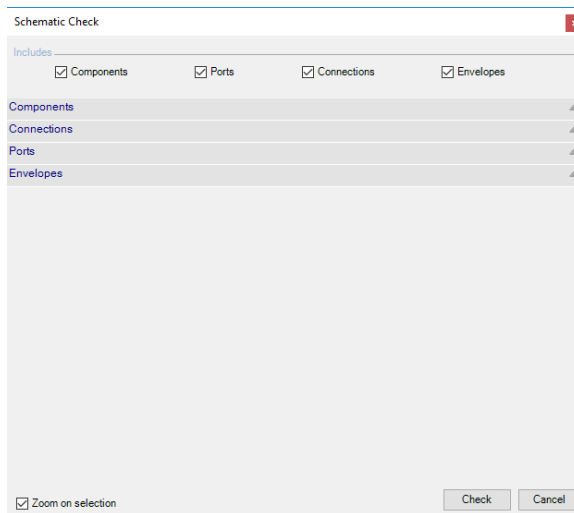 Schematic Check
Includes
Components Ports Connections Envelopes
Components
Connections
Ports
Envelopes
Zoom on selection Check Cancel